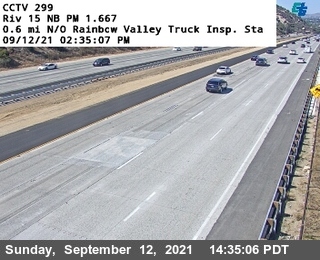 CCTV 299
Riv 15 NB PM 1.667
0.6 mi N/O Rainbow Valley Truck Insp. Sta
09/12/21 02:35:07 PM
Sunday, September 12, 2021 14:35:06 PDT